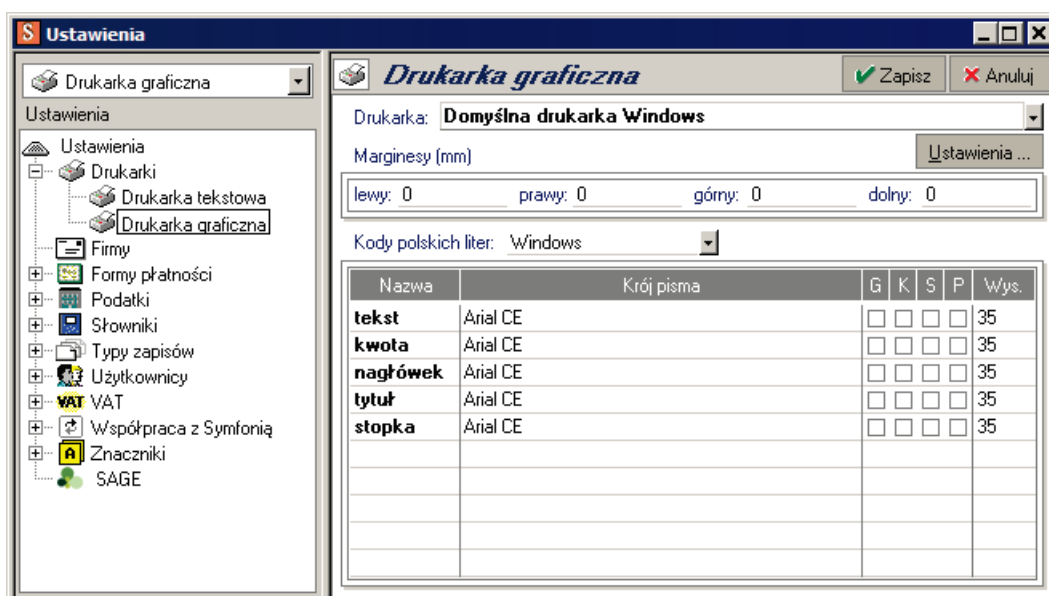 S Ustawienia
Drukarka graficzna
Ustawienia
Ustawienia
Drukarki
Drukarka tekstowa
Drukarka graficzna
Firmy
Formy płatności
Podatki
Słowniki
Typy zapisów
Użytkownicy
VAT VAT
Współpraca z Symfonią
A Znaczniki
SAGE
Drukarka graficzna Zapisz Anuluj
Drukarka: Domyślna drukarka Windows
Marginesy (mm) Ustawienia ...
lewy: 0 prawy: 0 górny: 0 dolny: 0
Kody polskich liter: Windows
Nazwa Krój pisma G K S P Wys.
tekst Arial CE 35
kwota Arial CE 35
nagłówek Arial CE 35
tytuł Arial CE 35
stopka Arial CE 35